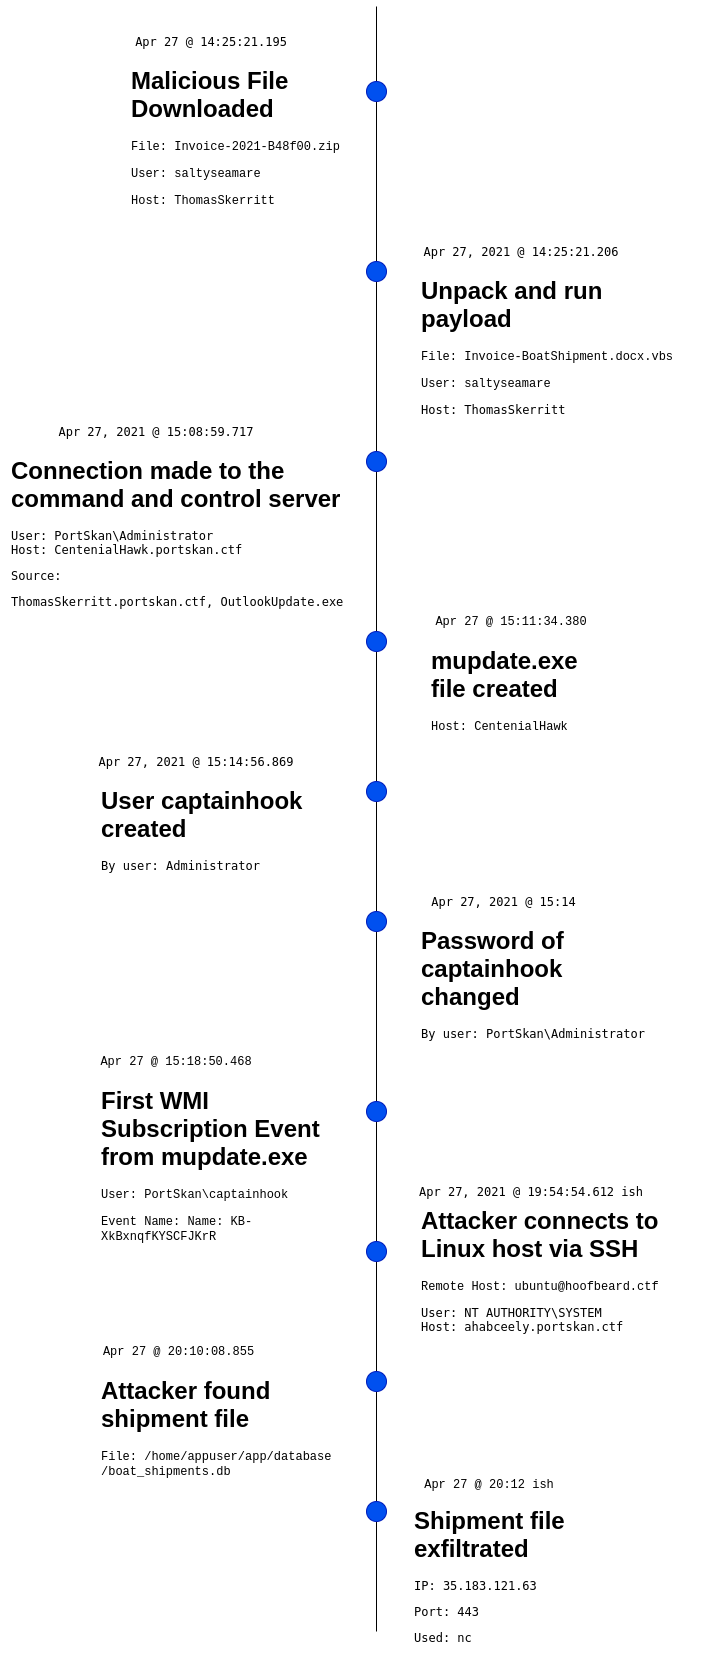 Apr 27 @ 14:25:21.195
Malicious File
Downloaded
File: Invoice-2021-B48f00.zip
User: saltyseamare
Host: ThomasSkerritt
Apr 27, 2021 @ 14:25:21.206
Unpack and run
payload
File: Invoice-BoatShipment.docx.vbs
User: saltyseamare
Host: ThomasSkerritt
Apr 27, 2021 @ 15:08:59.717
Connection made to the
command and control server
User: PortSkan\Administrator
Host: CentenialHawk.portskan.ctf
Source:
ThomasSkerritt.portskan.ctf, OutlookUpdate.exe
Apr 27 @ 15:11:34.380
mupdate.exe
file created
Host: CentenialHawk
Apr 27, 2021 @ 15:14:56.869
User captainhook
created
By user: Administrator
Apr 27, 2021 @ 15:14
Password of
captainhook
changed
By user: PortSkan\Administrator
Apr 27 @ 15:18:50.468
First WMI
Subscription Event
from mupdate.exe
User: PortSkan\captainhook
Event Name: Name: KB-
XkBxnqfKYSCFJKrR
Apr 27, 2021 @ 19:54:54.612 ish
Attacker connects to
Linux host via SSH
Remote Host: ubuntu@hoofbeard.ctf
User: NT AUTHORITY\SYSTEM
Host: ahabceely.portskan.ctf
Apr 27 @ 20:10:08.855
Attacker found
shipment file
File: /home/appuser/app/database
/boat_shipments.db
Apr 27 @ 20:12 ish
Shipment file
exfiltrated
IP: 35.183.121.63
Port: 443
Used: nc